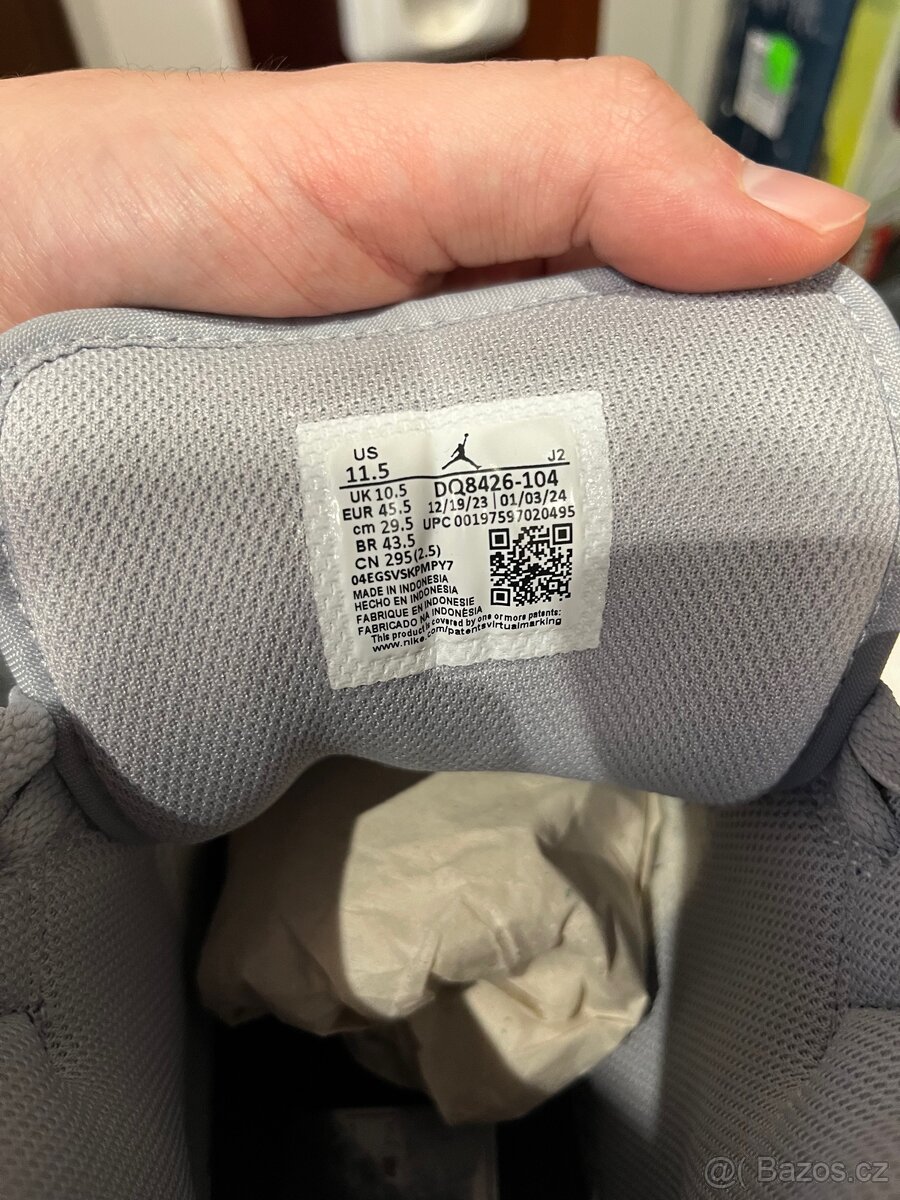 US
11.5
J2
UK 10.5
DQ8426-104
EUR 45.5
12/19/23 | 01/03/24
cm 29.5
UPC 00197597020495
BR 43.5
CN 295(2.5)
04EGSVSKPMPY7
MADE IN INDONESIA
HECHO EN INDONESIA
FABRIQUE EN INDONESIE
FABRICADO NA INDONÉSIA
This product is covered by one or more patents:
www.nike.com/patentsvirtualmarking
@( Bazos.cz